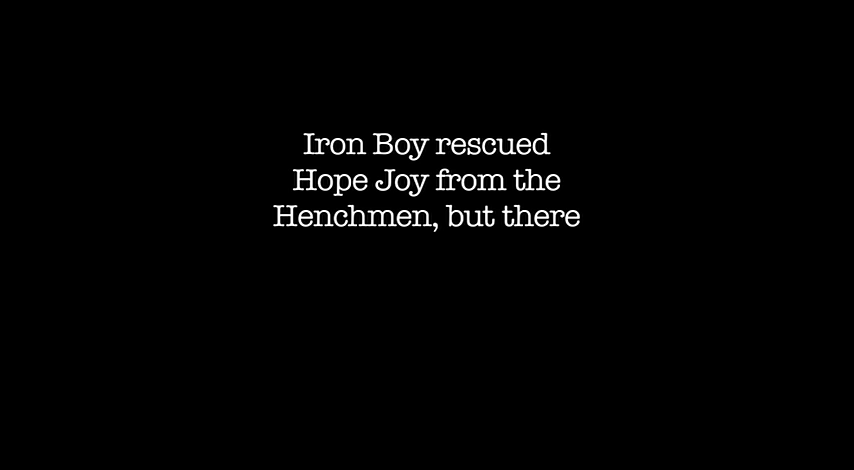 Iron Boy rescued
Hope Joy from the
Henchmen, but there